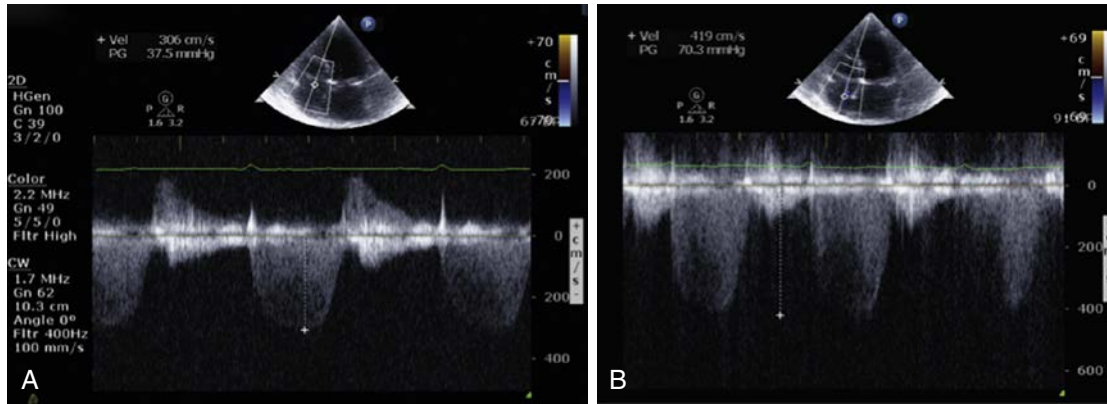 + Vel 306 cm/s
PG 37.5 mmHg
P
+70
c
m
/
s
2D
HGen
Gn 100
C 39
3/2/0
G
P R
1.6 3.2
Color
2.2 MHz
Gn 49
5/5/0
Fltr High
CW
1.7 MHz
Gn 62
10.3 cm
Angle 0°
Fltr 400Hz
100 mm/s
200
0
200
400
+
c
m
/
s
-
A
+ Vel 419 cm/s
PG 70.3 mmHg
P
+69
c
m
/
s
G
P R
1.6 3.2
0
200
400
600
c
m
/
s
B